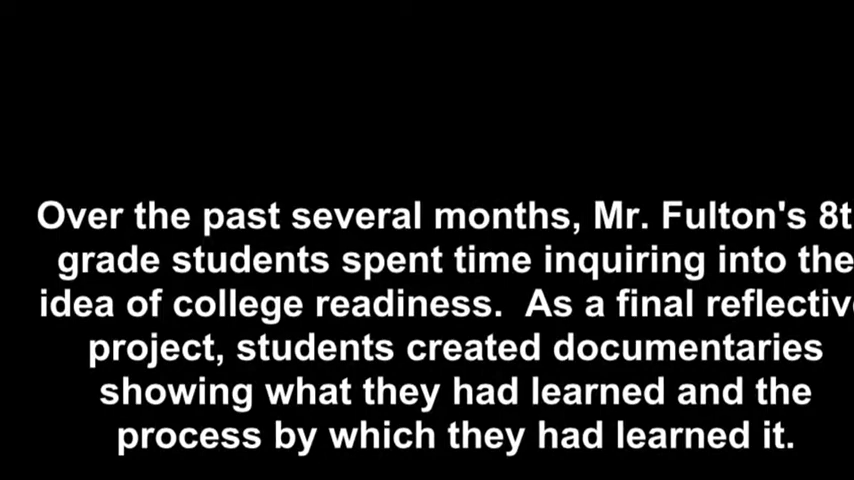 Over the past several months, Mr. Fulton's 8t
grade students spent time inquiring into the
idea of college readiness.  As a final reflective
project, students created documentaries
showing what they had learned and the
process by which they had learned it.